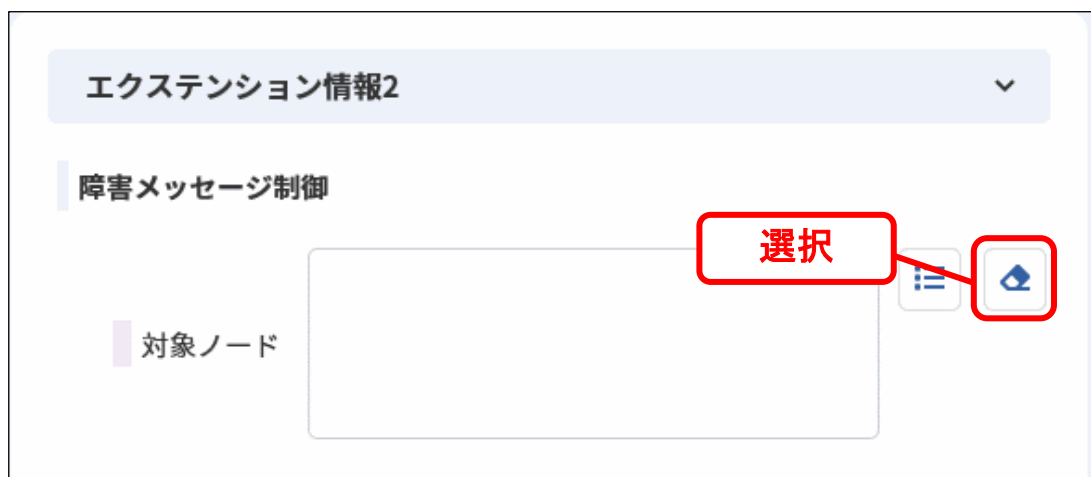 エクステンション情報2
障害メッセージ制御
選択
対象ノード